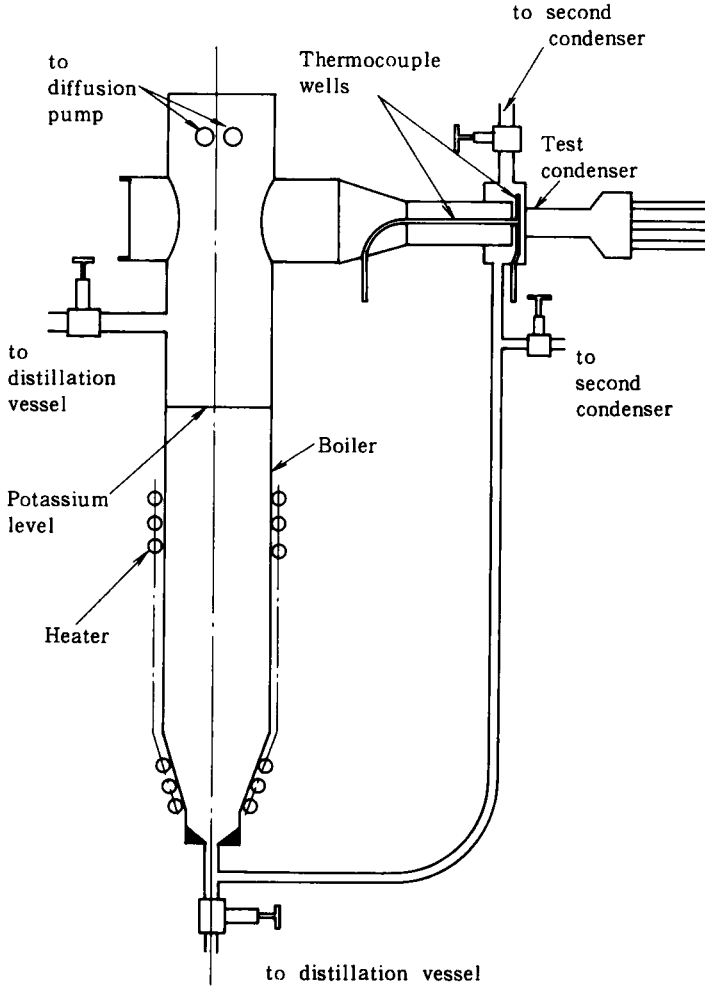 to second
condenser
to
diffusion
pump
Thermocouple
wells
Test
condenser
to
distillation
vessel
to
second
condenser
Boiler
Potassium
level
Heater
to distillation vessel